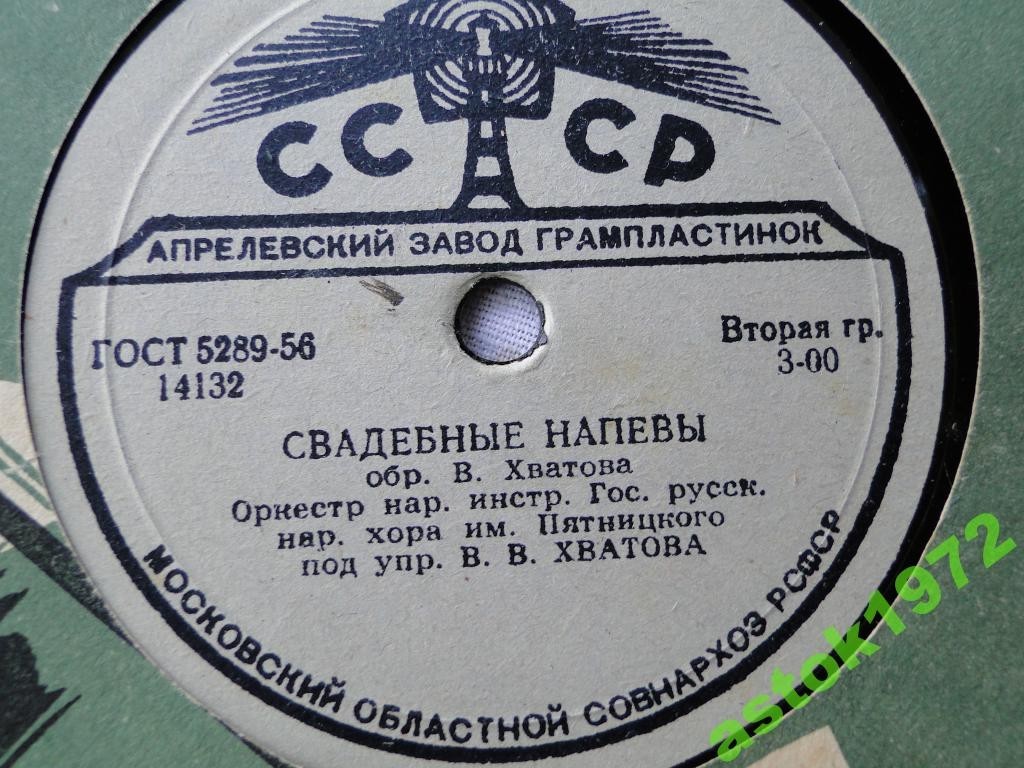 СССР
АПРЕЛЕВСКИЙ ЗАВОД ГРАМПЛАСТИНОК
ГОСТ 5289-56
14132
Вторая гр.
3-00
СВАДЕБНЫЕ НАПЕВЫ
обр. В. Хватова
Оркестр нар. инстр. Гос. русск.
нар. хора им. Пятницкого
под упр. В. В. ХВАТОВА
МОСКОВСКИЙ ОБЛАСТНОЙ СОВНАРХОЗ РСФСР
astok1972